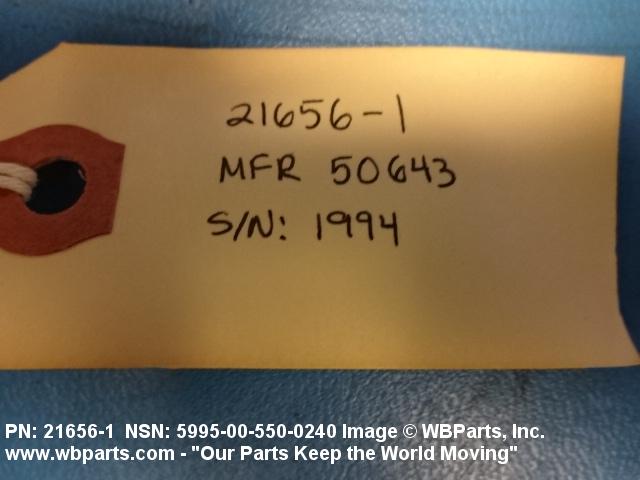 21656-1
MFR 50643
S/N: 1994
PN: 21656-1 NSN: 5995-00-550-0240 Image © WBParts, Inc.
www.wbparts.com - "Our Parts Keep the World Moving"